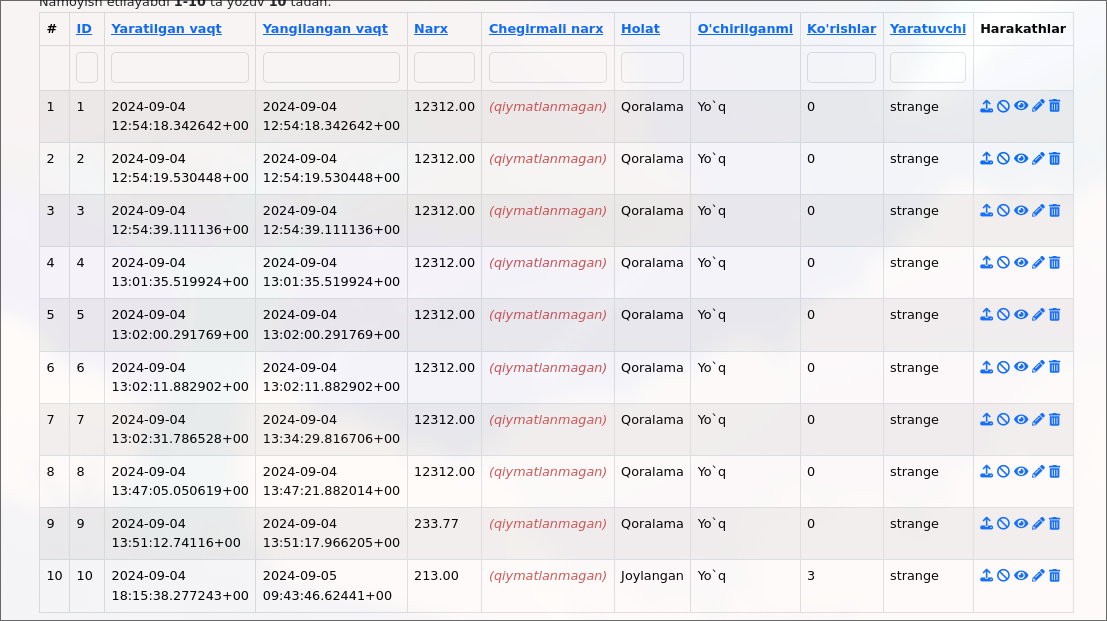 Namoyish etilayabdi 1-10 ta yozuv 10 tadan.
# ID Yaratilgan vaqt Yangilangan vaqt Narx Chegirmali narx Holat O'chirilganmi Ko'rishlar Yaratuvchi Harakathlar
1 1 2024-09-04 2024-09-04 12312.00 (qiymatlanmagan) Qoralama Yo`q 0 strange
12:54:18.342642+00 12:54:18.342642+00
2 2 2024-09-04 2024-09-04 12312.00 (qiymatlanmagan) Qoralama Yo`q 0 strange
12:54:19.530448+00 12:54:19.530448+00
3 3 2024-09-04 2024-09-04 12312.00 (qiymatlanmagan) Qoralama Yo`q 0 strange
12:54:39.111136+00 12:54:39.111136+00
4 4 2024-09-04 2024-09-04 12312.00 (qiymatlanmagan) Qoralama Yo`q 0 strange
13:01:35.519924+00 13:01:35.519924+00
5 5 2024-09-04 2024-09-04 12312.00 (qiymatlanmagan) Qoralama Yo`q 0 strange
13:02:00.291769+00 13:02:00.291769+00
6 6 2024-09-04 2024-09-04 12312.00 (qiymatlanmagan) Qoralama Yo`q 0 strange
13:02:11.882902+00 13:02:11.882902+00
7 7 2024-09-04 2024-09-04 12312.00 (qiymatlanmagan) Qoralama Yo`q 0 strange
13:02:31.786528+00 13:34:29.816706+00
8 8 2024-09-04 2024-09-04 12312.00 (qiymatlanmagan) Qoralama Yo`q 0 strange
13:47:05.050619+00 13:47:21.882014+00
9 9 2024-09-04 2024-09-04 233.77 (qiymatlanmagan) Qoralama Yo`q 0 strange
13:51:12.74116+00 13:51:17.966205+00
10 10 2024-09-04 2024-09-05 213.00 (qiymatlanmagan) Joylangan Yo`q 3 strange
18:15:38.277243+00 09:43:46.62441+00